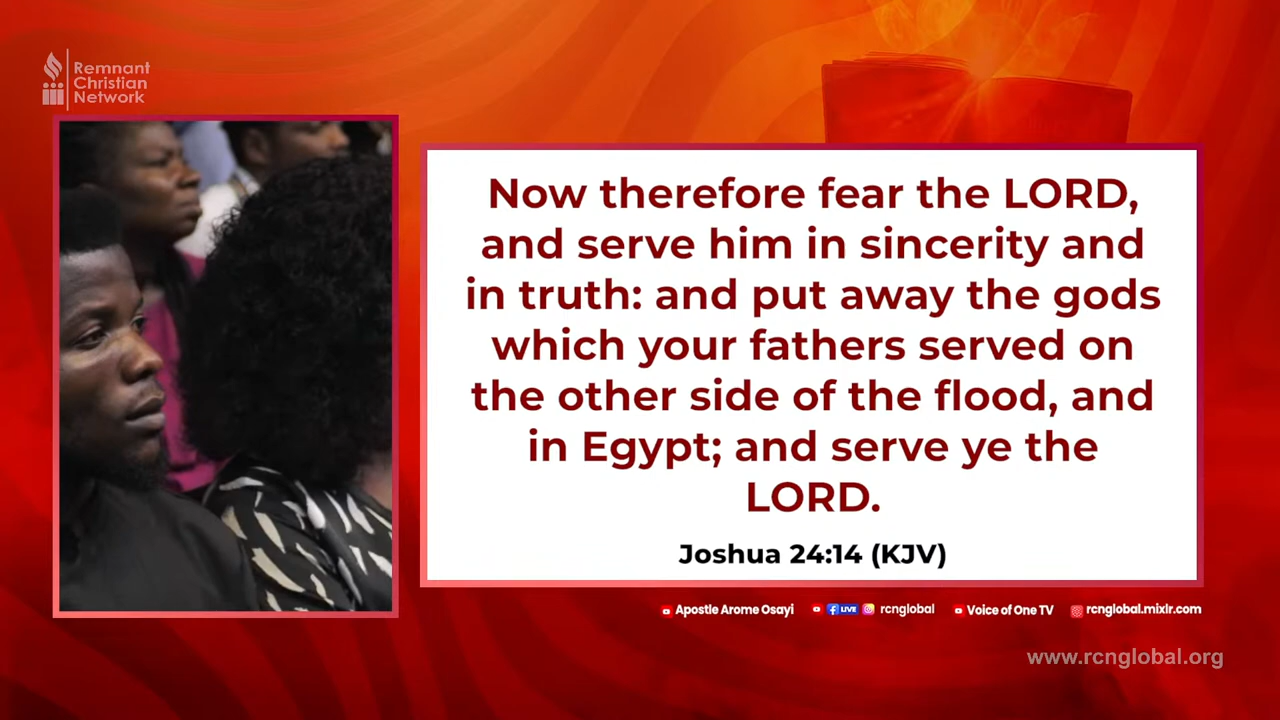 Remnant
Christian
Network
Now therefore fear the LORD,
and serve him in sincerity and
in truth: and put away the gods
which your fathers served on
the other side of the flood, and
in Egypt; and serve ye the
LORD.
Joshua 24:14 (KJV)
Apostle Arome Osayi LIVE rcnglobal Voice of One TV rcnglobal.mixlr.com
www.rcnglobal.org